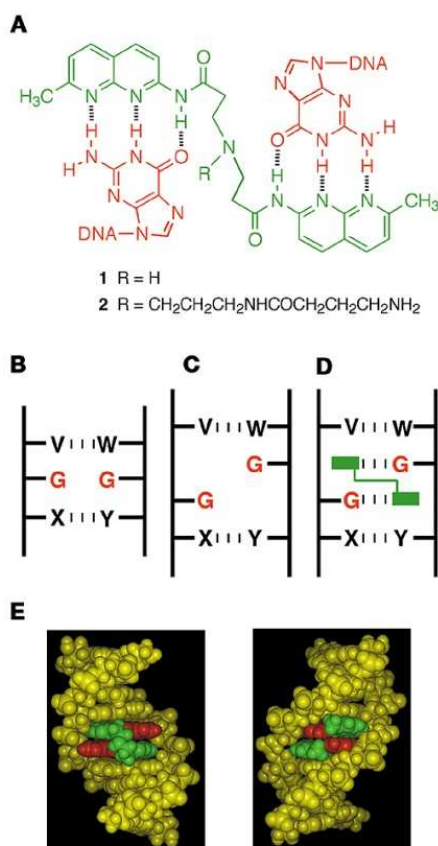 A
O
N
DNA
H₃C
N
N
N
N
N
H
O
N
N
H
H
H
H
H
N
H
O
R
N
H
H
H
N
N
N
N
N
CH₃
DNA
N
N
O
1 R = H
2 R = CH₂CH₂CH₂NHCOCH₂CH₂CH₂NH₂
B
C
D
V W
V W
V W
G G
G
G
G
G
X Y
X Y
X Y
E